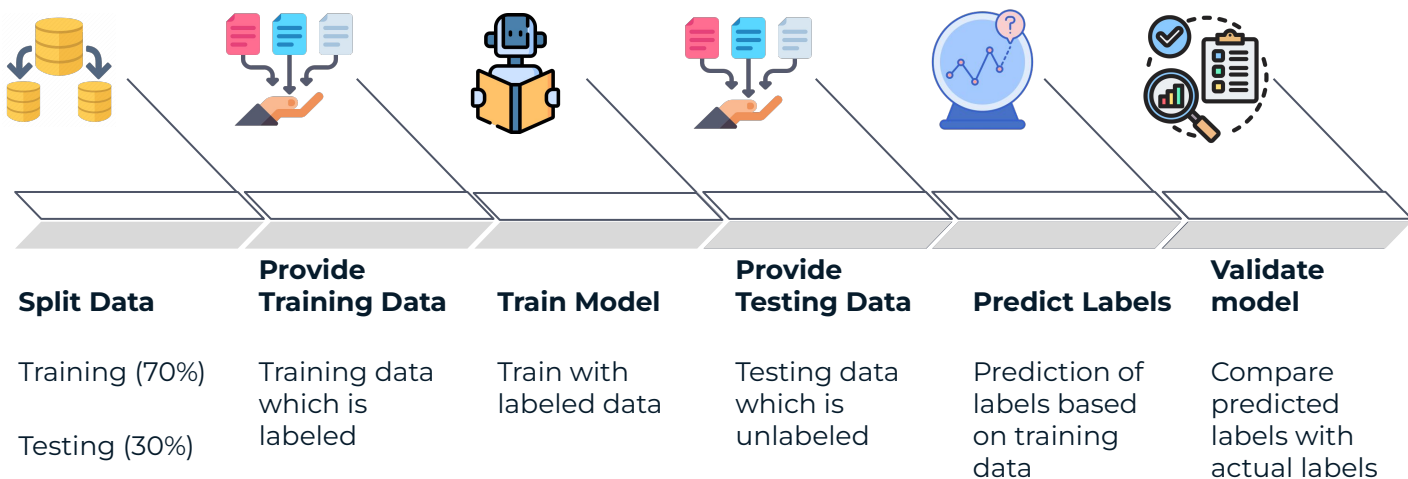 ?
Split Data
Training (70%)
Testing (30%)
Provide
Training Data
Training data
which is
labeled
Train Model
Train with
labeled data
Provide
Testing Data
Testing data
which is
unlabeled
Predict Labels
Prediction of
labels based
on training
data
Validate
model
Compare
predicted
labels with
actual labels